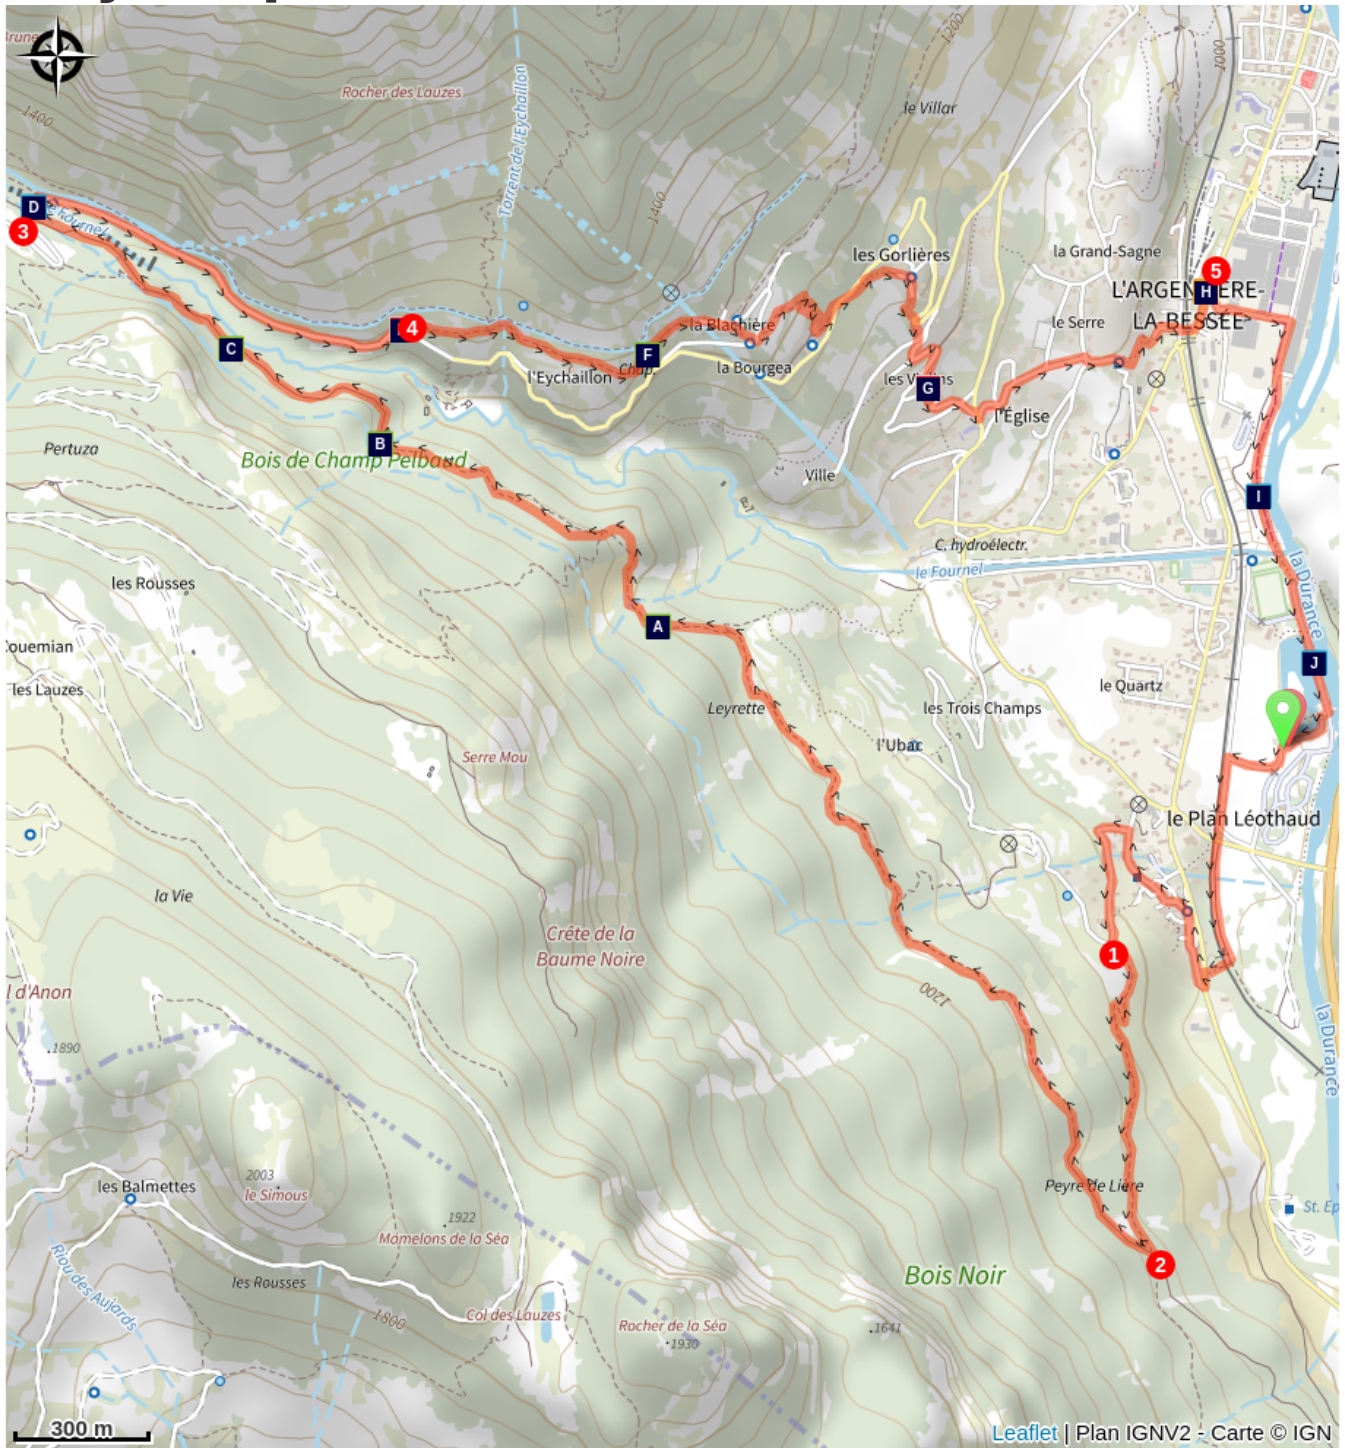 1200
1000
Rocher des Lauzes
le Villar
1400
Torrent de l'Eychaillon
1400
D
le Fournel
3
les Gorlières
la Grand-Sagne
5
H
L'ARGENTIÈRE-
LA-BESSÉE
le Serre
4
la Blachière
C
F
Chap.
l'Eychaillon
la Bourgea
G
l'Église
B
Pertuza
Bois de Champ Pelbaud
R
Ville
I
C. hydroélectr.
le Fournel
la Durance
les Rousses
A
J
les Lauzes
le Quartz
Leyrette
les Trois Champs
l'Ubac
Serre Mou
le Plan Léothaud
la Vie
Crête de la
Baume Noire
1
l d'Anon
1200
1890
la Durance
2003
le Simous
les Balmettes
Peyre de Liere
St. Ep
1922
Mamelons de la Séa
2
Bois Noir
Riou des Aujards
les Rousses
1800
Col des Lauzes
Rocher de la Séa
1930
1641
300 m
Leaflet | Plan IGNV2 - Carte © IGN